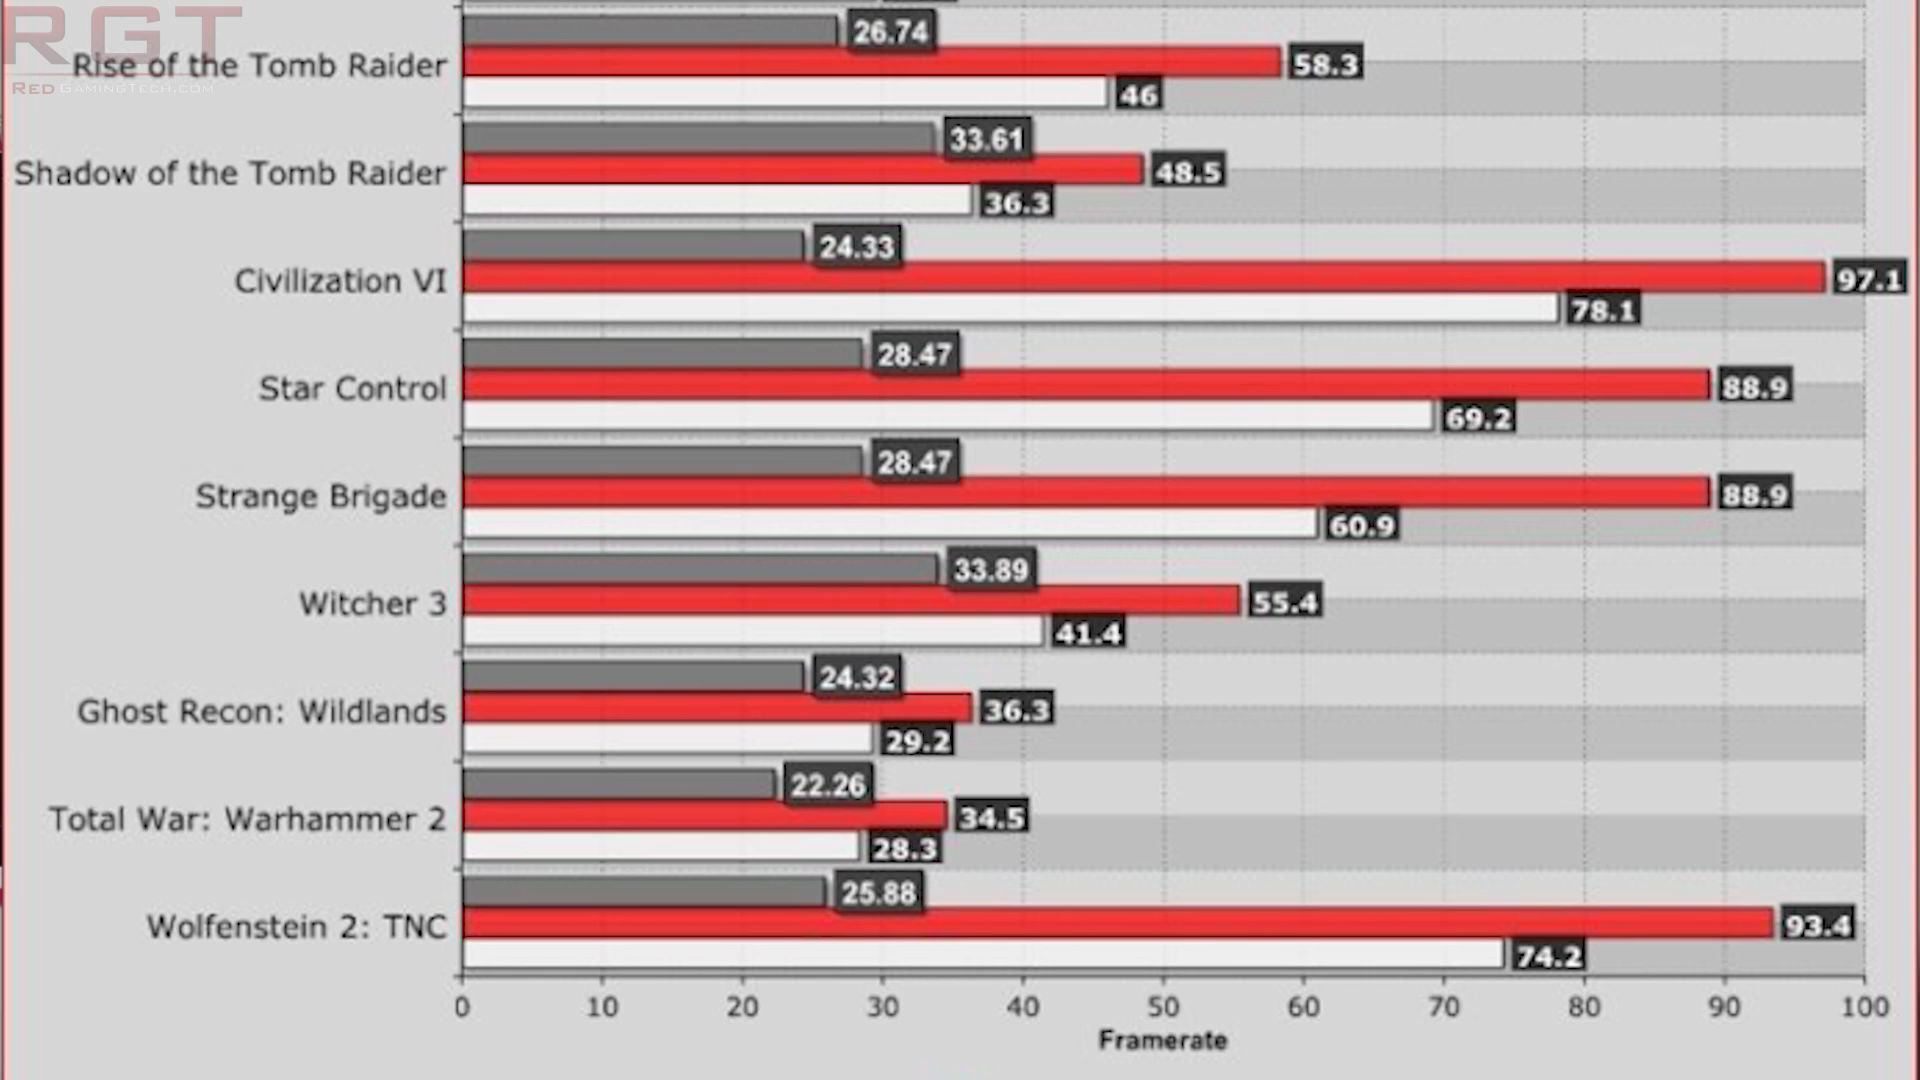 RGT
RED GAMINGTECH.COM
26.74
Rise of the Tomb Raider
58.3
46
33.61
Shadow of the Tomb Raider
48.5
36.3
24.33
Civilization VI
97.1
78.1
28.47
Star Control
88.9
69.2
28.47
Strange Brigade
88.9
60.9
33.89
Witcher 3
55.4
41.4
24.32
Ghost Recon: Wildlands
36.3
29.2
22.26
Total War: Warhammer 2
34.5
28.3
25.88
Wolfenstein 2: TNC
93.4
74.2
0 10 20 30 40 50 60 70 80 90 100
Framerate